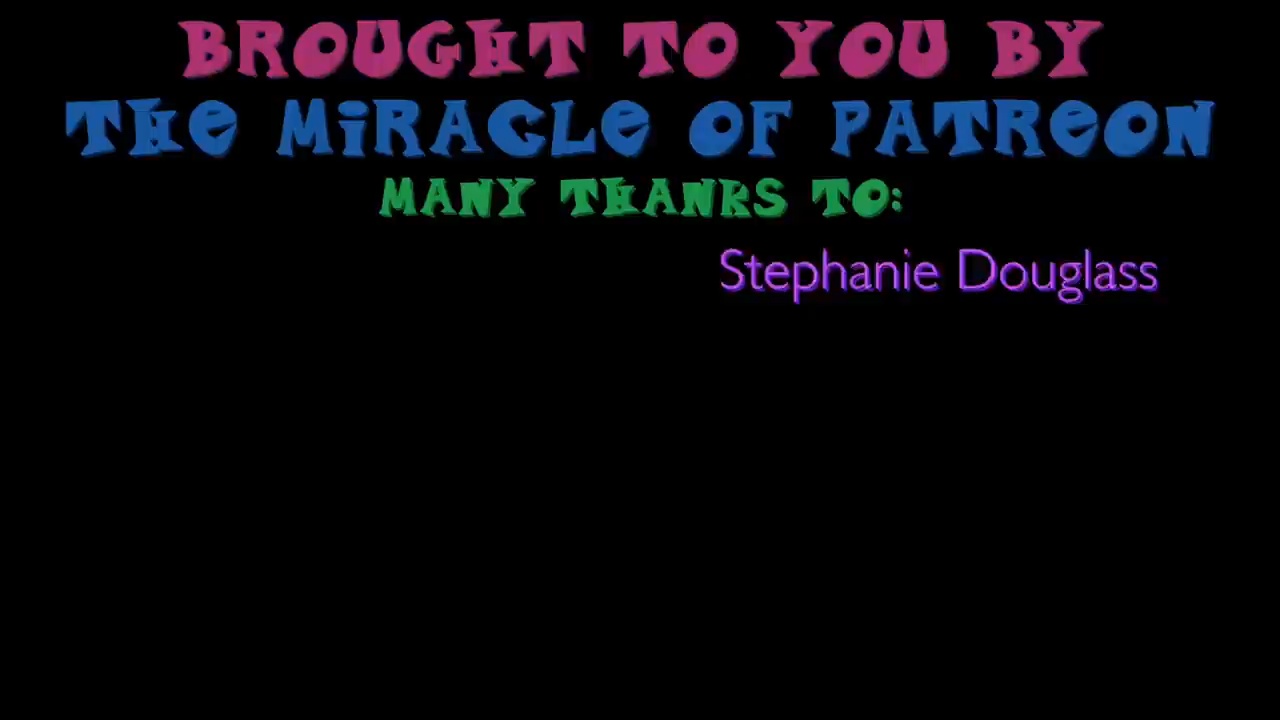 BROUGHT TO YOU BY
THE MiRACLE OF PATREON
MANY THANKS TO:
Stephanie Douglass